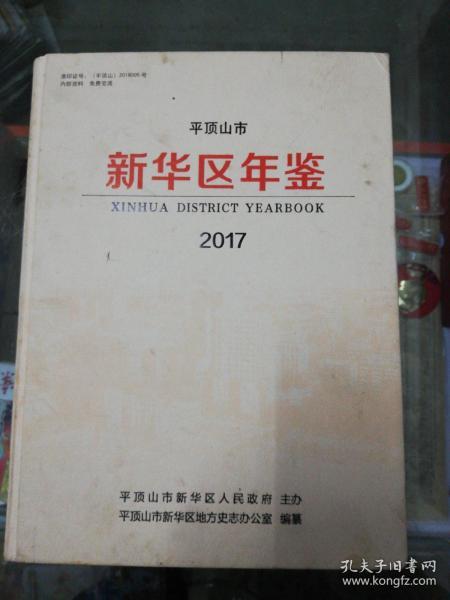 准印证号：（平顶山）2018005号
内部资料 免费交流
平顶山市
新华区年鉴
XINHUA DISTRICT YEARBOOK
2017
平顶山市新华区人民政府 主办
平顶山市新华区地方史志办公室 编纂
孔夫子旧书网
www.kongfz.com